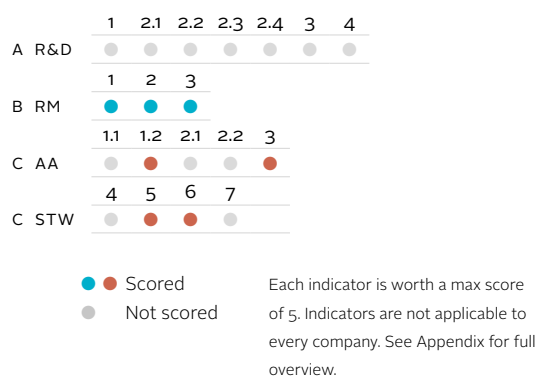 1 2.1 2.2 2.3 2.4 3 4
A R&D
1 2 3
B RM
1.1 1.2 2.1 2.2 3
C AA
4 5 6 7
C STW
Scored
Not scored
Each indicator is worth a max score
of 5. Indicators are not applicable to
every company. See Appendix for full
overview.